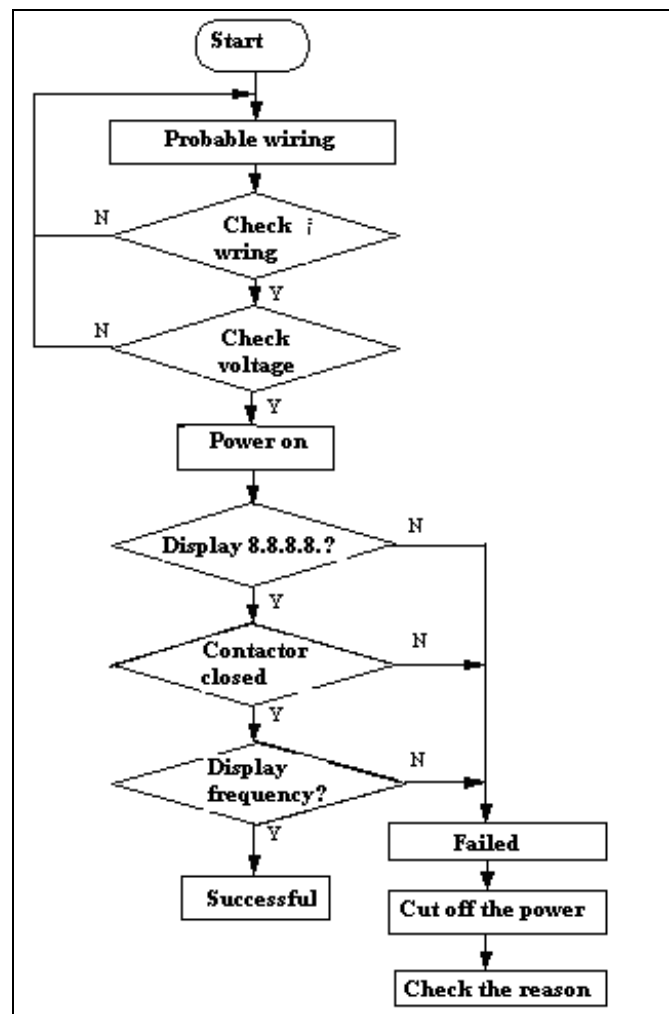 Start
Probable wiring
N
Check
wring
Y
N
Check
voltage
Y
Power on
Display 8.8.8.8.?
N
Y
Contactor
closed
N
Y
Display
frequency?
N
Y
Failed
Successful
Cut off the power
Check the reason